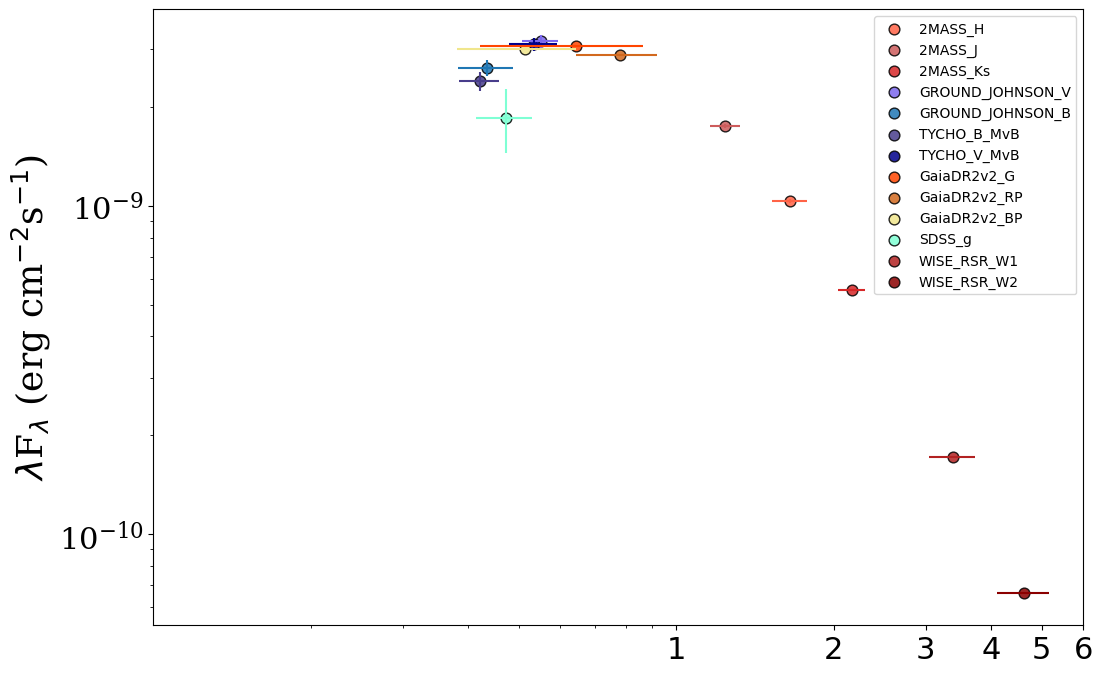 λF_λ (erg cm⁻²s⁻¹)
10⁻⁹
10⁻¹⁰
1 2 3 4 5 6
2MASS_H
2MASS_J
2MASS_Ks
GROUND_JOHNSON_V
GROUND_JOHNSON_B
TYCHO_B_MvB
TYCHO_V_MvB
GaiaDR2v2_G
GaiaDR2v2_RP
GaiaDR2v2_BP
SDSS_g
WISE_RSR_W1
WISE_RSR_W2